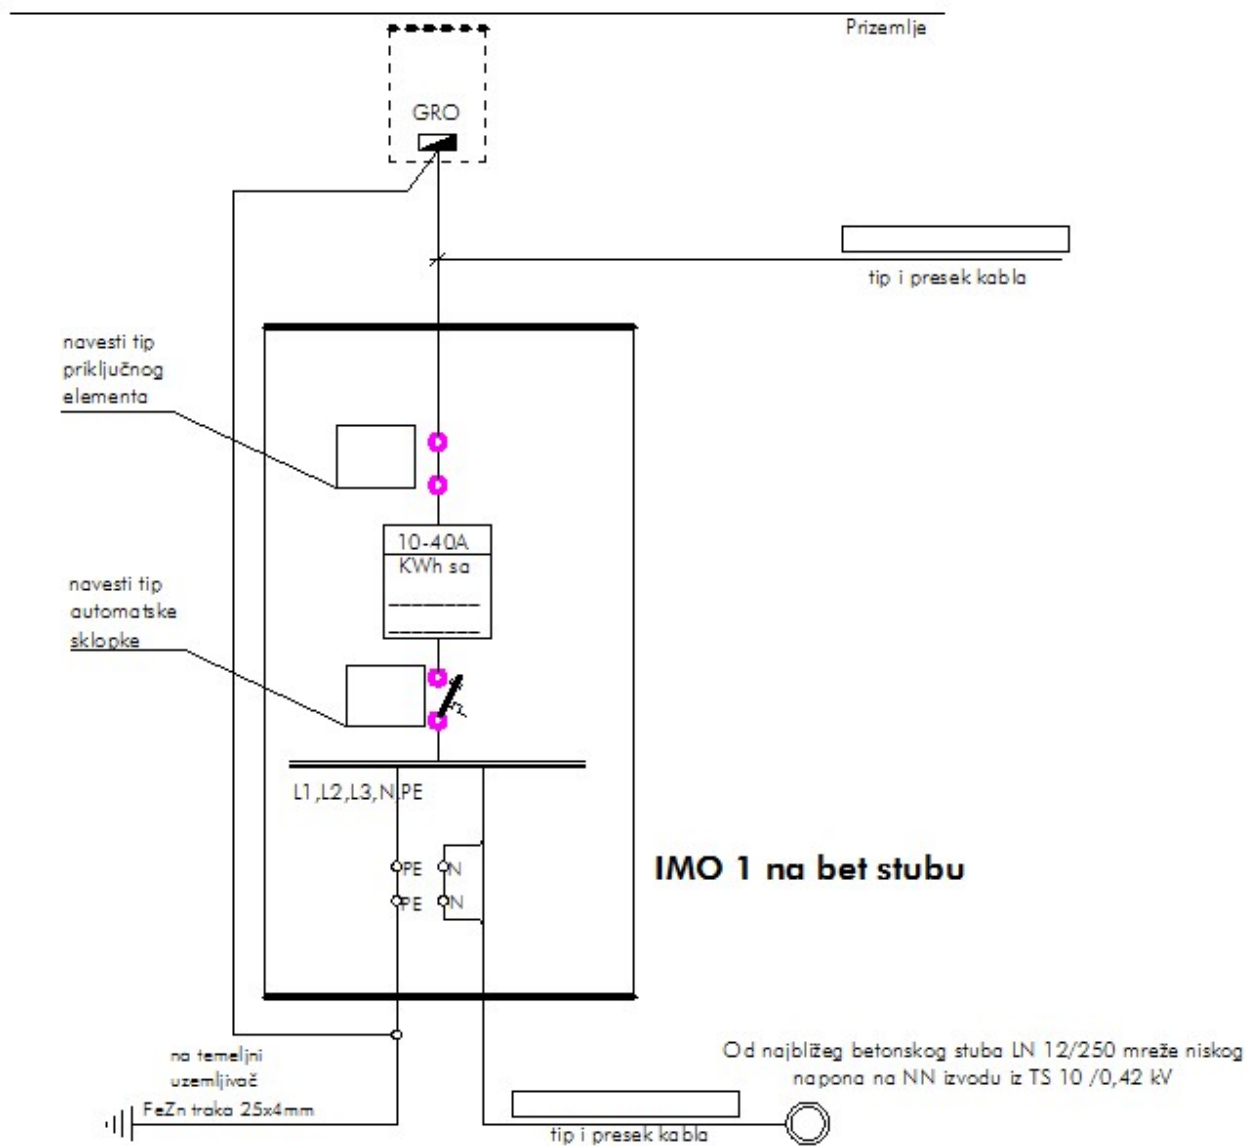 Prizemlje
GRO
tip i presek kabla
navesti tip
priključnog
elementa
10-40A
KWh sa
navesti tip
automatske
sklopke
L1,L2,L3,N,PE
IMO 1 na bet stubu
PE N
PE N
Od najbližeg betonskog stuba LN 12/250 mreže niskog
napona na NN izvodu iz TS 10 /0,42 kV
na temeljni
uzemljivač
FeZn traka 25x4mm
tip i presek kabla